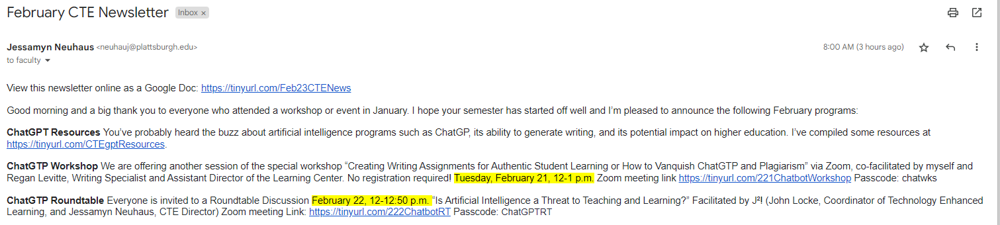 February CTE Newsletter Inbox ×
Jessamyn Neuhaus <neuhauj@plattsburgh.edu> 8:00 AM (3 hours ago)
to faculty
View this newsletter online as a Google Doc: https://tinyurl.com/Feb23CTENews
Good morning and a big thank you to everyone who attended a workshop or event in January. I hope your semester has started off well and I'm pleased to announce the following February programs:
ChatGPT Resources You've probably heard the buzz about artificial intelligence programs such as ChatGP, its ability to generate writing, and its potential impact on higher education. I've compiled some resources at
https://tinyurl.com/CTEgptResources.
ChatGTP Workshop We are offering another session of the special workshop “Creating Writing Assignments for Authentic Student Learning or How to Vanquish ChatGTP and Plagiarism” via Zoom, co-facilitated by myself and
Regan Levitte, Writing Specialist and Assistant Director of the Learning Center. No registration required! Tuesday, February 21, 12-1 p.m. Zoom meeting link https://tinyurl.com/221ChatbotWorkshop Passcode: chatwks
ChatGTP Roundtable Everyone is invited to a Roundtable Discussion February 22, 12-12:50 p.m. “Is Artificial Intelligence a Threat to Teaching and Learning?” Facilitated by J²! (John Locke, Coordinator of Technology Enhanced
Learning, and Jessamyn Neuhaus, CTE Director) Zoom meeting Link: https://tinyurl.com/222ChatbotRT Passcode: ChatGPTRT